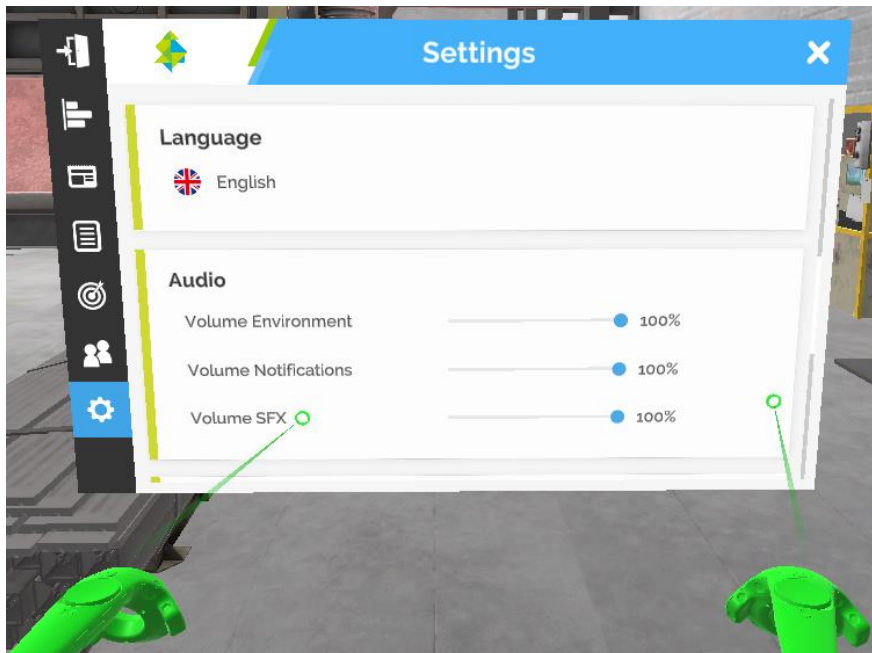 Settings
Language
English
Audio
Volume Environment 100%
Volume Notifications 100%
Volume SFX 100%